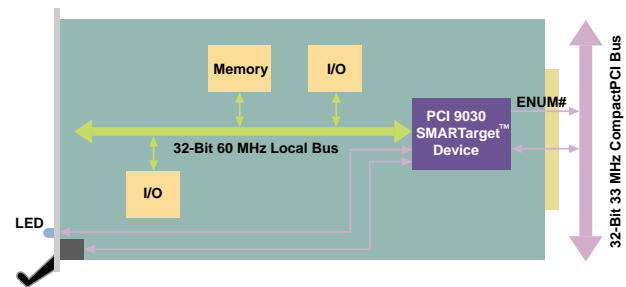 Memory
I/O
ENUM#
PCI 9030
SMARTarget™
Device
32-Bit 60 MHz Local Bus
I/O
LED
32-Bit 33 MHz CompactPCI Bus